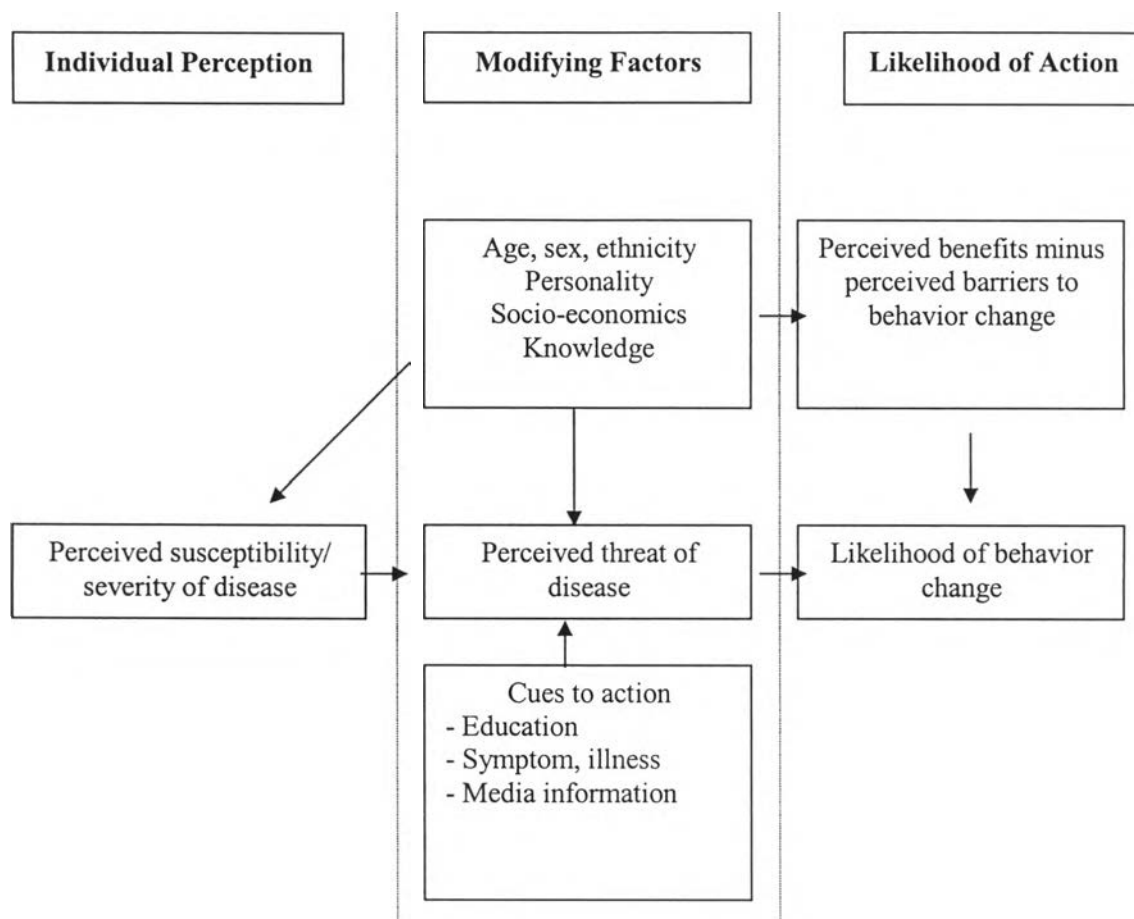 Individual Perception
Modifying Factors
Likelihood of Action
Age, sex, ethnicity
Personality
Socio-economics
Knowledge
Perceived benefits minus
perceived barriers to
behavior change
Perceived susceptibility/
severity of disease
Perceived threat of
disease
Likelihood of behavior
change
Cues to action
- Education
- Symptom, illness
- Media information